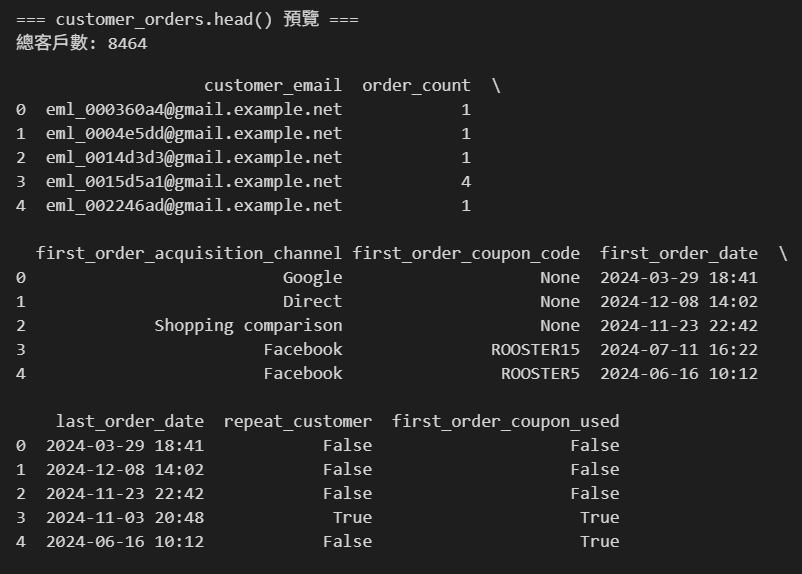 === customer_orders.head() 預覽 ===
總客戶數: 8464
customer_email order_count \
0 eml_000360a4@gmail.example.net 1
1 eml_0004e5dd@gmail.example.net 1
2 eml_0014d3d3@gmail.example.net 1
3 eml_0015d5a1@gmail.example.net 4
4 eml_002246ad@gmail.example.net 1
first_order_acquisition_channel first_order_coupon_code first_order_date \
0 Google None 2024-03-29 18:41
1 Direct None 2024-12-08 14:02
2 Shopping comparison None 2024-11-23 22:42
3 Facebook ROOSTER15 2024-07-11 16:22
4 Facebook ROOSTER5 2024-06-16 10:12
last_order_date repeat_customer first_order_coupon_used
0 2024-03-29 18:41 False False
1 2024-12-08 14:02 False False
2 2024-11-23 22:42 False False
3 2024-11-03 20:48 True True
4 2024-06-16 10:12 False True